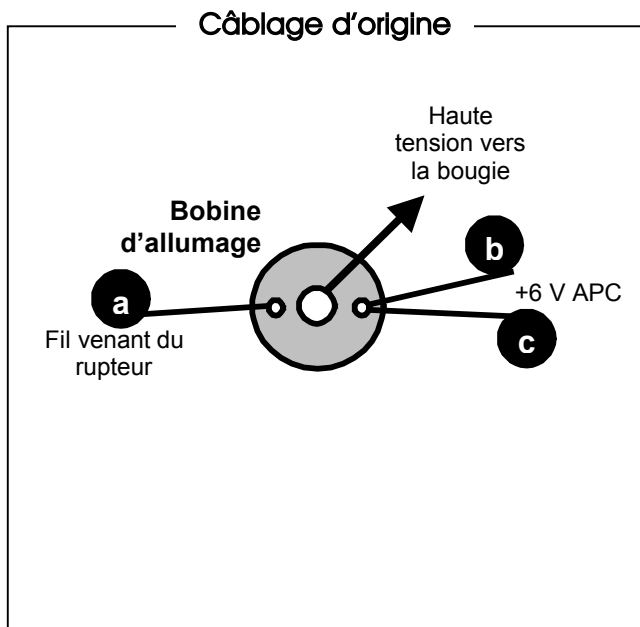 Câblage d'origine
Haute
tension vers
la bougie
Bobine
d'allumage
b
a
+6 V APC
Fil venant du
rupteur
c